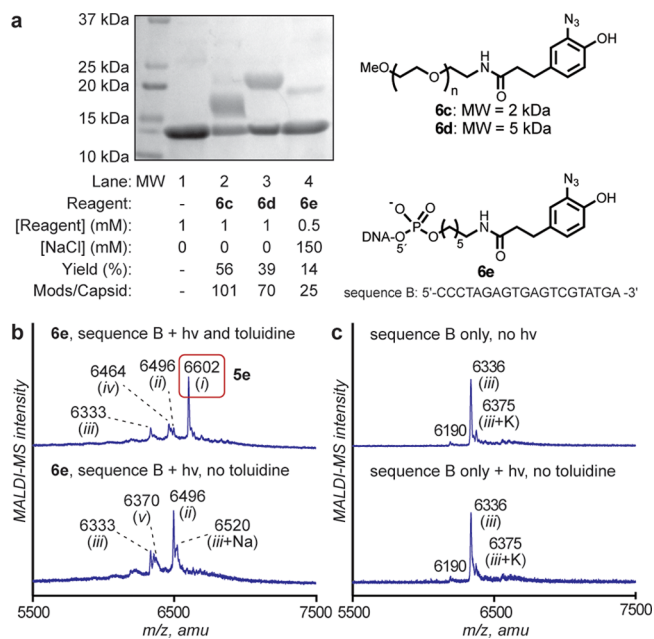 a
37 kDa
25 kDa
20 kDa
15 kDa
10 kDa
Lane: MW 1 2 3 4
Reagent: - 6c 6d 6e
[Reagent] (mM) 1 1 1 0.5
[NaCl] (mM) 0 0 0 150
Yield (%): - 56 39 14
Mods/Capsid: - 101 70 25
MeO O n H N O N3 OH
6c: MW = 2 kDa
6d: MW = 5 kDa
-O O P DNA-O 5' O 5 H N O N3 OH
6e
sequence B: 5'-CCCTAGAGTGAGTCGTATGA -3'
b
6e, sequence B + hv and toluidine
6602
(i)
5e
6496
(ii)
6464
(iv)
6333
(iii)
6e, sequence B + hv, no toluidine
6496
(ii)
6370
(v)
6333
(iii)
6520
(iii+Na)
MALDI-MS intensity
5500 6500 7500
m/z, amu
c
sequence B only, no hv
6336
(iii)
6375
(iii+K)
6190
sequence B only + hv, no toluidine
6336
(iii)
6375
(iii+K)
6190
MALDI-MS intensity
5500 6500 7500
m/z, amu